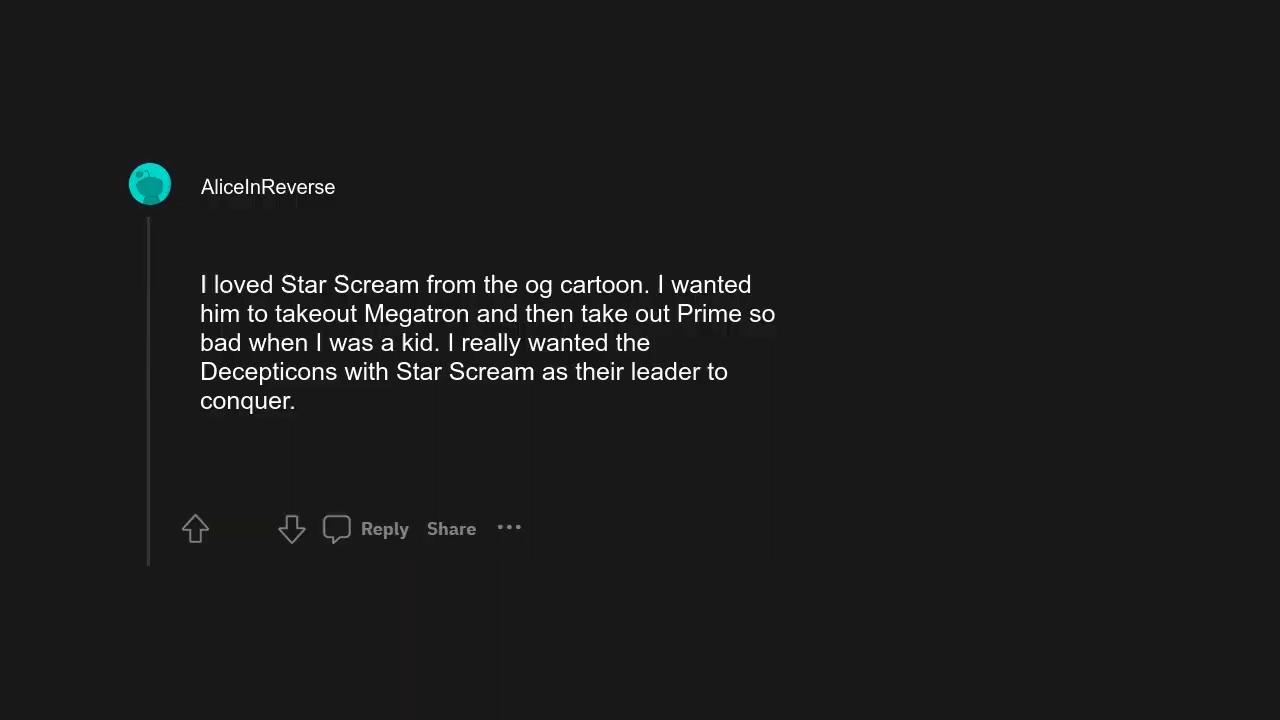 AliceInReverse
I loved Star Scream from the og cartoon. I wanted
him to takeout Megatron and then take out Prime so
bad when I was a kid. I really wanted the
Decepticons with Star Scream as their leader to
conquer.
Reply Share